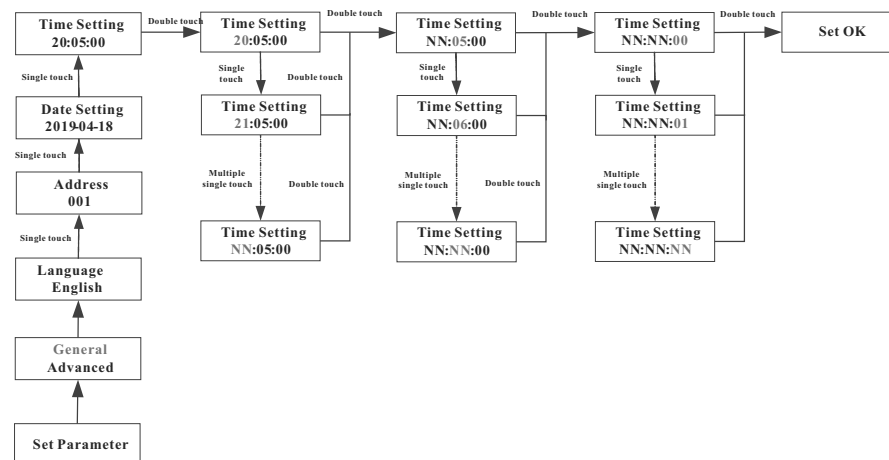 Time Setting
20:05:00
Double touch
Time Setting
20:05:00
Double touch
Time Setting
NN:05:00
Double touch
Time Setting
NN:NN:00
Double touch
Set OK
Single touch
Single
touch
Double touch
Single
touch
Single
touch
Date Setting
2019-04-18
Time Setting
21:05:00
Time Setting
NN:06:00
Time Setting
NN:NN:01
Single touch
Address
001
Multiple
single touch
Double touch
Multiple
single touch
Double touch
Multiple
single touch
Time Setting
NN:05:00
Time Setting
NN:NN:00
Time Setting
NN:NN:NN
Single touch
Language
English
General
Advanced
Set Parameter